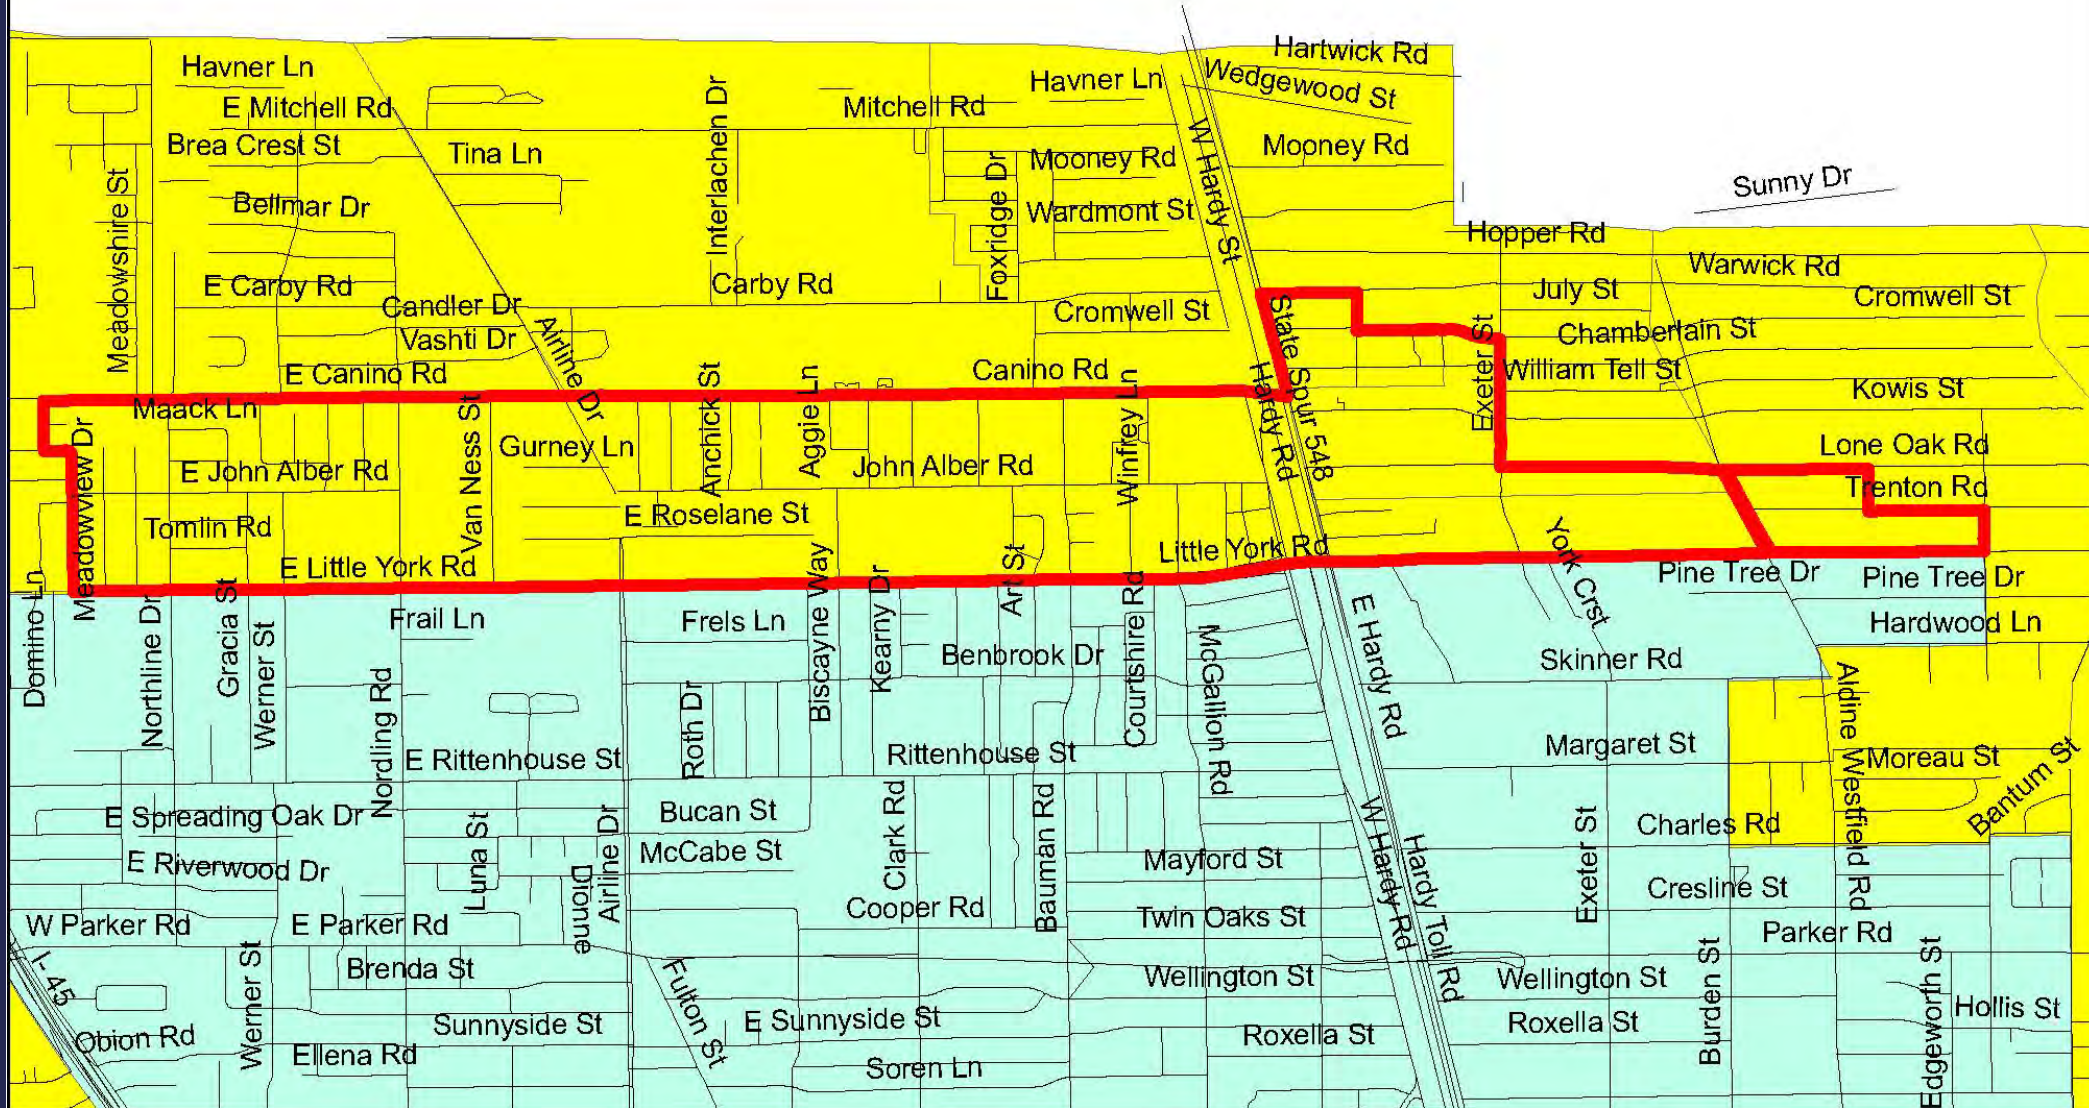 Hartwick Rd
Havner Ln
Havner Ln
Wedgewood St
E Mitchell Rd
Mitchell Rd
Interlachen Dr
Brea Crest St
Tina Ln
Mooney Rd
Mooney Rd
W Hardy St
Sunny Dr
Meadowshire St
Bellmar Dr
Foxridge Dr
Wardmont St
Hopper Rd
Warwick Rd
E Carby Rd
Carby Rd
July St
Cromwell St
Candler Dr
Cromwell St
State Spur 548
Vashti Dr
Airline Dr
Exeter St
Chamberlain St
E Canino Rd
Canino Rd
William Tell St
Kowis St
Maack Ln
Anchick St
Aggie Ln
Winfrey Ln
Hardy Rd
Meadowview Dr
Van Ness St
Gurney Ln
Lone Oak Rd
E John Alber Rd
John Alber Rd
Trenton Rd
Tomlin Rd
E Roselane St
York Crst
E Little York Rd
Little York Rd
Pine Tree Dr
Pine Tree Dr
Domino Ln
Northline Dr
Gracia St
Werner St
Frail Ln
Frels Ln
Biscayne Way
Kearny Dr
Art St
Courtshire Rd
McGallion Rd
E Hardy Rd
Hardwood Ln
Benbrook Dr
Skinner Rd
Nordling Rd
Roth Dr
Aldine Westfield Rd
E Rittenhouse St
Rittenhouse St
Margaret St
Moreau St
Bantum St
E Spreading Oak Dr
Luna St
Airline Dr
Bucan St
Clark Rd
Bauman Rd
W Hardy Rd
Hardy Toll Rd
Exeter St
Charles Rd
E Riverwood Dr
Dionne
McCabe St
Mayford St
Cresline St
W Parker Rd
E Parker Rd
Cooper Rd
Twin Oaks St
Parker Rd
I-45
Werner St
Brenda St
Fulton St
Wellington St
Wellington St
Burden St
Edgeworth St
Obion Rd
Sunnyside St
E Sunnyside St
Roxella St
Roxella St
Hollis St
Ellena Rd
Soren Ln